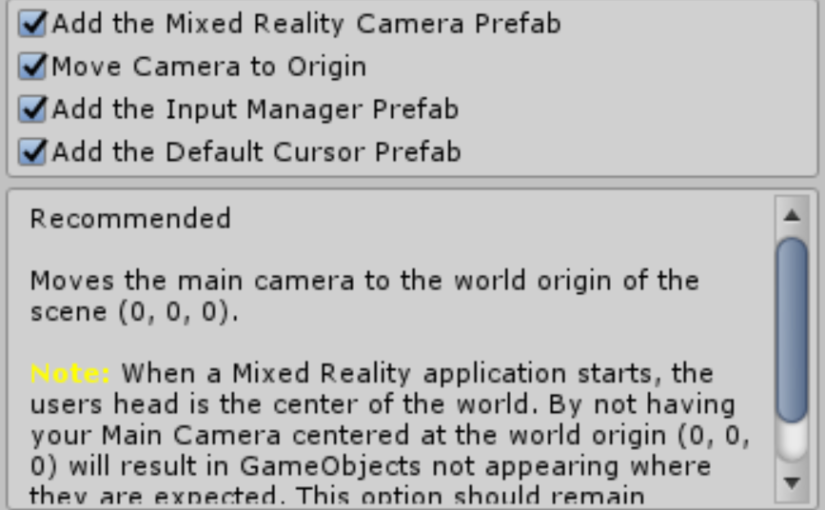 Add the Mixed Reality Camera Prefab
Move Camera to Origin
Add the Input Manager Prefab
Add the Default Cursor Prefab
Recommended
Moves the main camera to the world origin of the
scene (0, 0, 0).
Note: When a Mixed Reality application starts, the
users head is the center of the world. By not having
your Main Camera centered at the world origin (0, 0,
0) will result in GameObjects not appearing where
they are expected. This option should remain